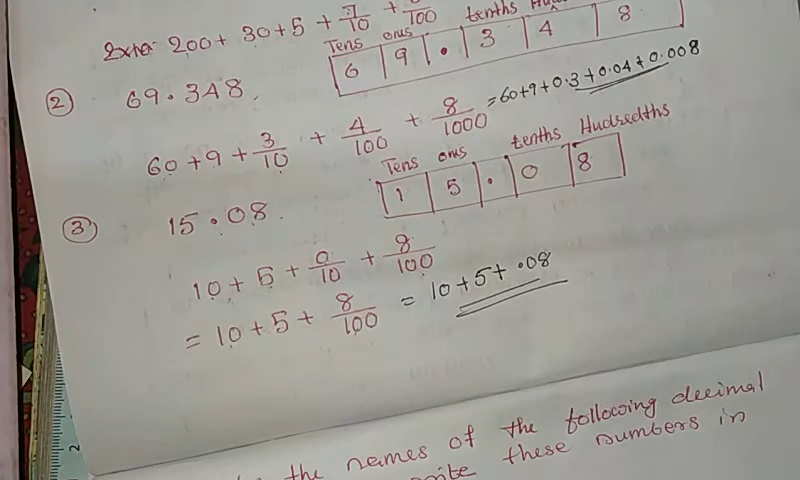 200 + 30 + 5 + 7/10 + /100
Tens ones tenths
6 9 . 3 4 8
② 69.348.
60 + 9 + 3/10 + 4/100 + 8/1000 = 60+9+0.3+0.04+0.008
Tens ones tenths Hudredths
1 5 . 0 8
③ 15.08.
10 + 5 + 0/10 + 8/100
= 10 + 5 + 8/100 = 10 + 5 + .08
the names of the following decimal
these numbers in